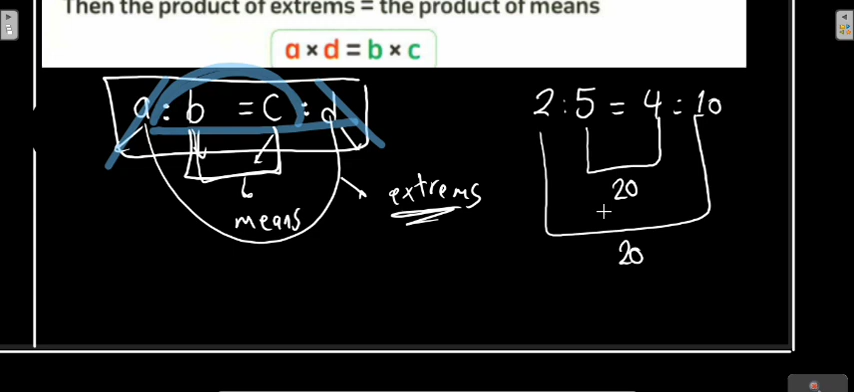 Then the product of extrems = the product of means
a × d = b × c
a : b = c : d
means
extrems
2 : 5 = 4 : 10
20
20